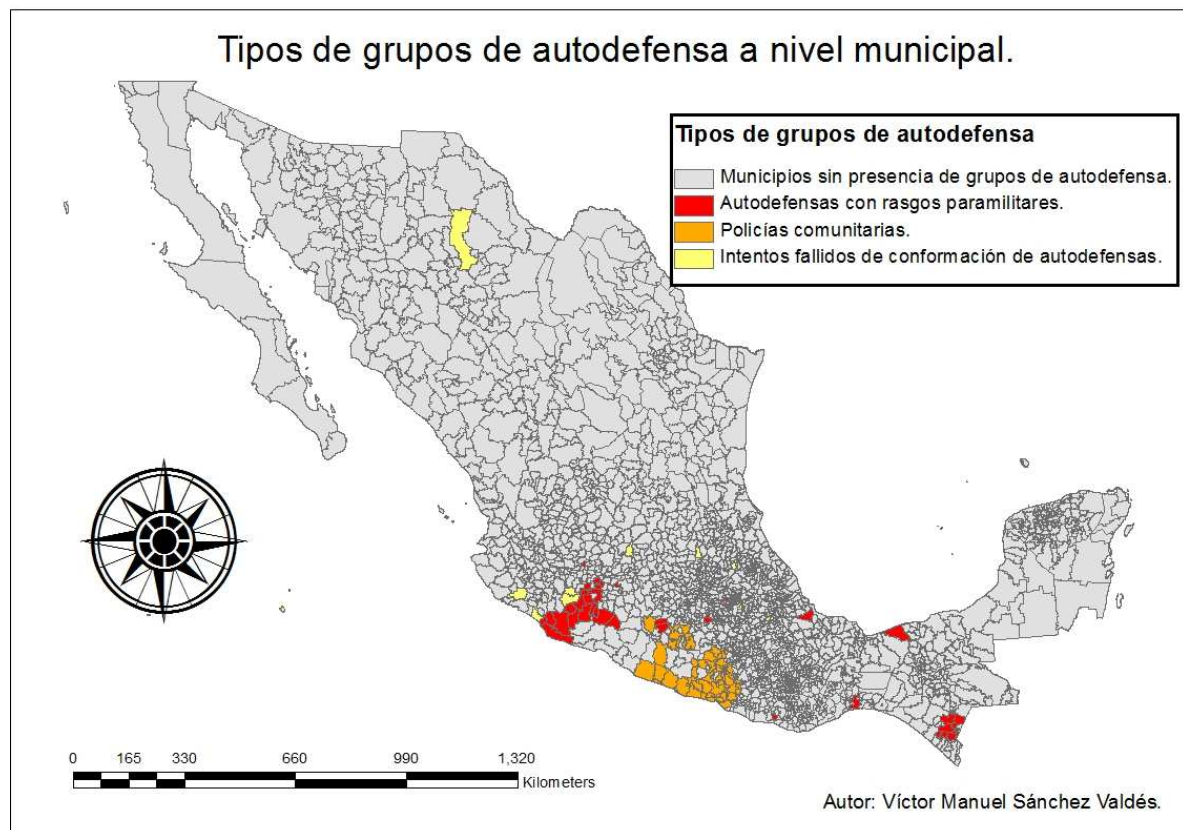 Tipos de grupos de autodefensa a nivel municipal.
Tipos de grupos de autodefensa
Municipios sin presencia de grupos de autodefensa.
Autodefensas con rasgos paramilitares.
Policías comunitarias.
Intentos fallidos de conformación de autodefensas.
0 165 330 660 990 1,320
Kilometers
Autor: Víctor Manuel Sánchez Valdés.